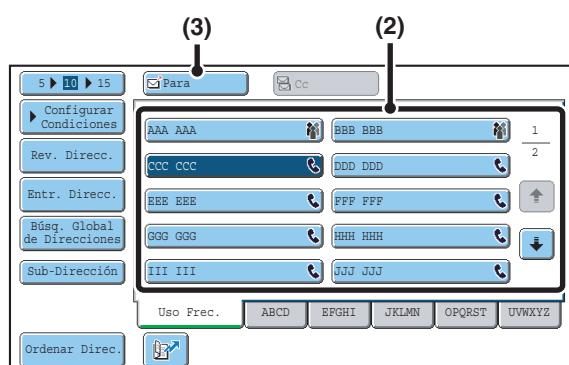 (3)
(2)
5 10 15
Para
Cc
Configurar
Condiciones
Rev. Direcc.
Entr. Direcc.
Búsq. Global
de Direcciones
Sub-Dirección
Ordenar Direc.
AAA AAA
BBB BBB
CCC CCC
DDD DDD
EEE EEE
FFF FFF
GGG GGG
HHH HHH
III III
JJJ JJJ
1
2
Uso Frec.
ABCD
EFGHI
JKLMN
OPQRST
UVWXYZ